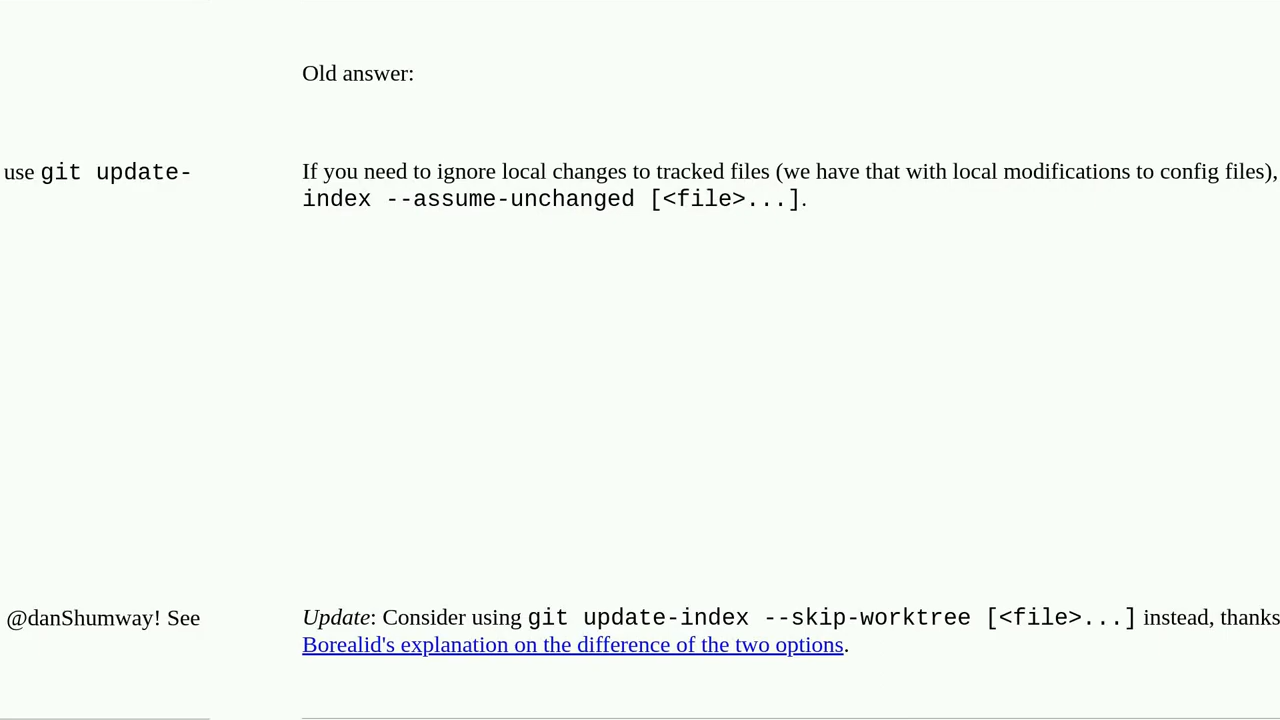 Old answer:
If you need to ignore local changes to tracked files (we have that with local modifications to config files),
use git update-
index --assume-unchanged [<file>...].
Update: Consider using git update-index --skip-worktree [<file>...] instead, thanks
@danShumway! See
Borealid's explanation on the difference of the two options.